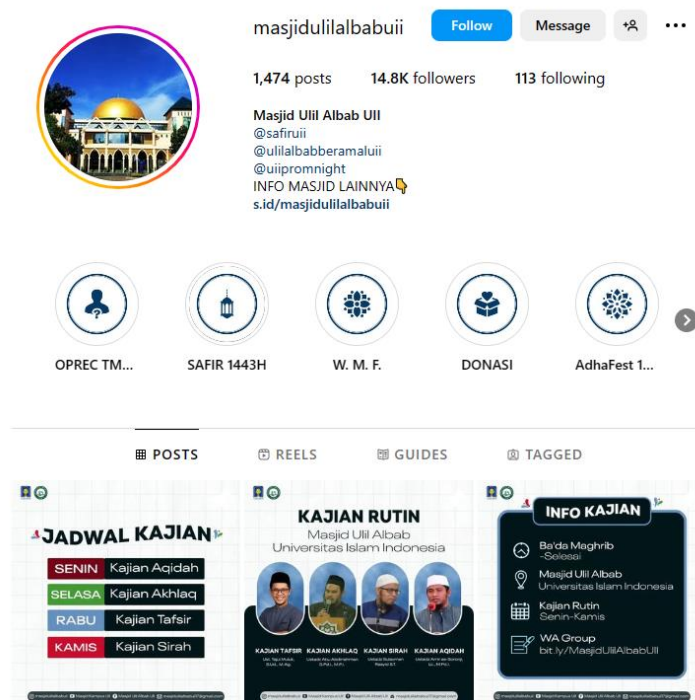 masjidulilalbabuii
Follow
Message
1,474 posts
14.8K followers
113 following
Masjid Ulil Albab UII
@safiruii
@ulilalbabberamaluii
@uiipromnight
INFO MASJID LAINNYA👇
s.id/masjidulilalbabuii
OPREC TM...
SAFIR 1443H
W. M. F.
DONASI
AdhaFest 1...
POSTS
REELS
GUIDES
TAGGED
JADWAL KAJIAN
SENIN Kajian Aqidah
SELASA Kajian Akhlaq
RABU Kajian Tafsir
KAMIS Kajian Sirah
KAJIAN RUTIN
Masjid Ulil Albab
Universitas Islam Indonesia
KAJIAN TAFSIR
KAJIAN AKHLAQ
KAJIAN SIRAH
KAJIAN AQIDAH
INFO KAJIAN
Ba'da Maghrib
-Selesai
Masjid Ulil Albab
Universitas Islam Indonesia
Kajian Rutin
Senin-Kamis
WA Group
bit.ly/MasjidUlilAlbabUII